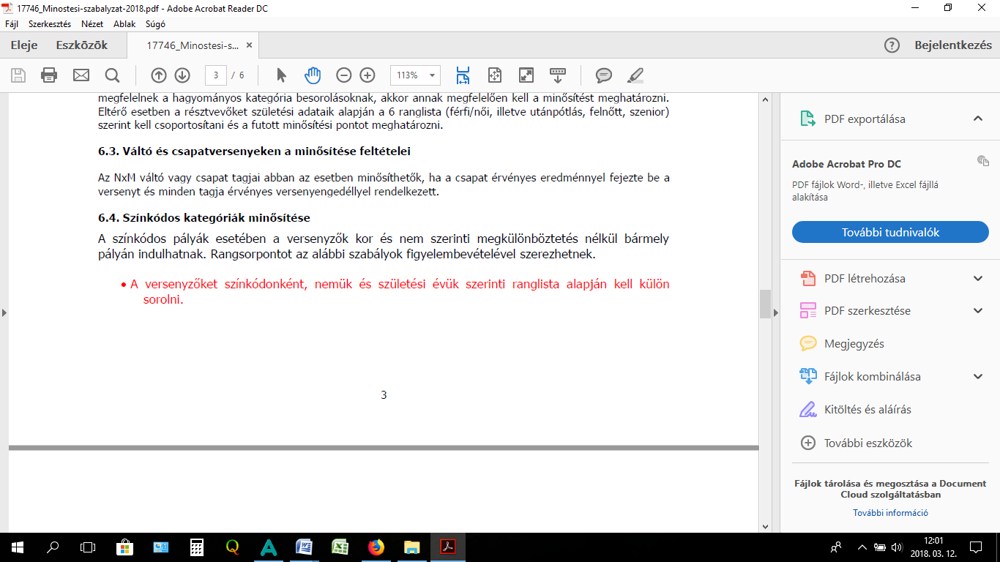 17746_Minostesi-szabalyzat-2018.pdf - Adobe Acrobat Reader DC
Fájl Szerkesztés Nézet Ablak Súgó
Eleje Eszközök 17746_Minostesi-s... × Bejelentkezés
3 / 6 113%
megfelelnek a hagyományos kategória besorolásoknak, akkor annak megfelelően kell a minősítést meghatározni.
Eltérő esetben a résztvevőket születési adataik alapján a 6 ranglista (férfi/női, illetve utánpótlás, felnőtt, szenior)
szerint kell csoportosítani és a futott minősítési pontot meghatározni.
6.3. Váltó és csapatversenyeken a minősítése feltételei
Az NxM váltó vagy csapat tagjai abban az esetben minősíthetők, ha a csapat érvényes eredménnyel fejezte be a
versenyt és minden tagja érvényes versenyengedéllyel rendelkezett.
6.4. Színkódos kategóriák minősítése
A színkódos pályák esetében a versenyzők kor és nem szerinti megkülönböztetés nélkül bármely
pályán indulhatnak. Rangsorpontot az alábbi szabályok figyelembevételével szerezhetnek.
• A versenyzőket színkódonként, nemük és születési évük szerinti ranglista alapján kell külön
sorolni.
3
PDF exportálása
Adobe Acrobat Pro DC
PDF fájlok Word-, illetve Excel fájllá
alakítása
További tudnivalók
PDF létrehozása
PDF szerkesztése
Megjegyzés
Fájlok kombinálása
Kitöltés és aláírás
További eszközök
Fájlok tárolása és megosztása a Document
Cloud szolgáltatásban
További információ
12:01
2018. 03. 12.